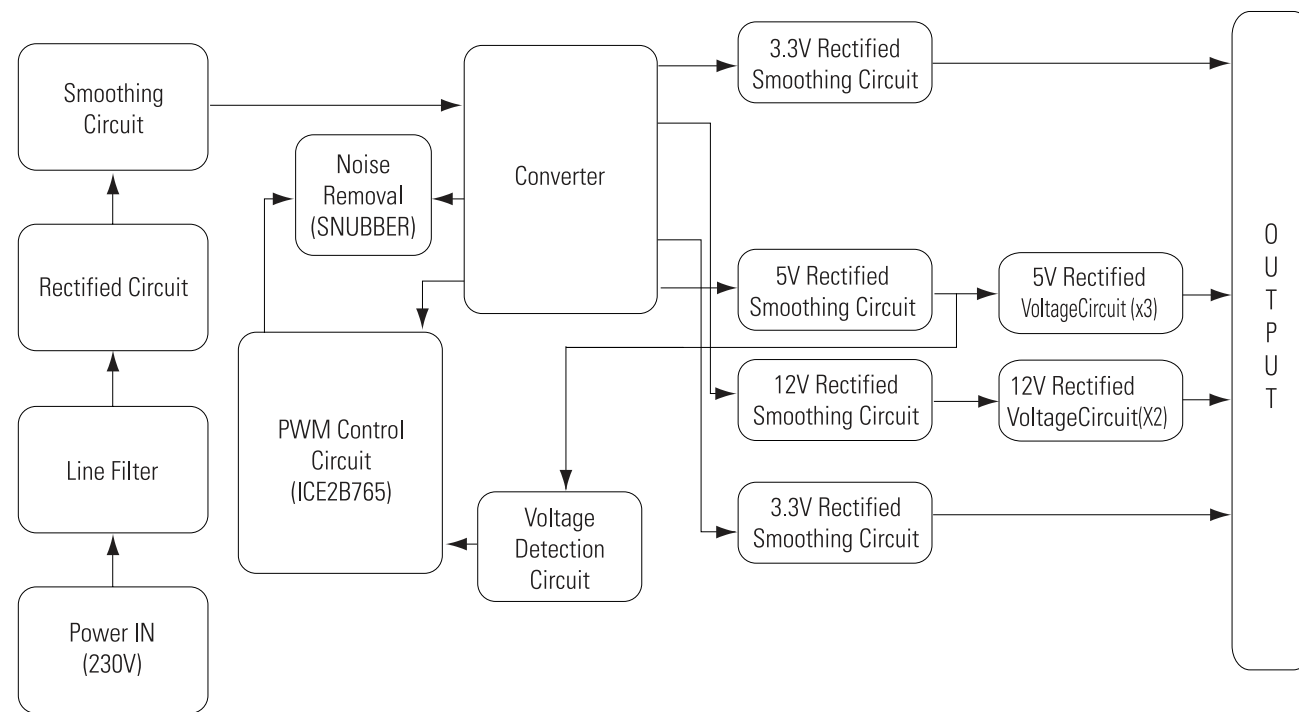 Smoothing
Circuit
Rectified Circuit
Line Filter
Power IN
(230V)
Noise
Removal
(SNUBBER)
PWM Control
Circuit
(ICE2B765)
Converter
Voltage
Detection
Circuit
3.3V Rectified
Smoothing Circuit
5V Rectified
Smoothing Circuit
12V Rectified
Smoothing Circuit
3.3V Rectified
Smoothing Circuit
5V Rectified
VoltageCircuit (x3)
12V Rectified
VoltageCircuit(X2)
OUTPUT